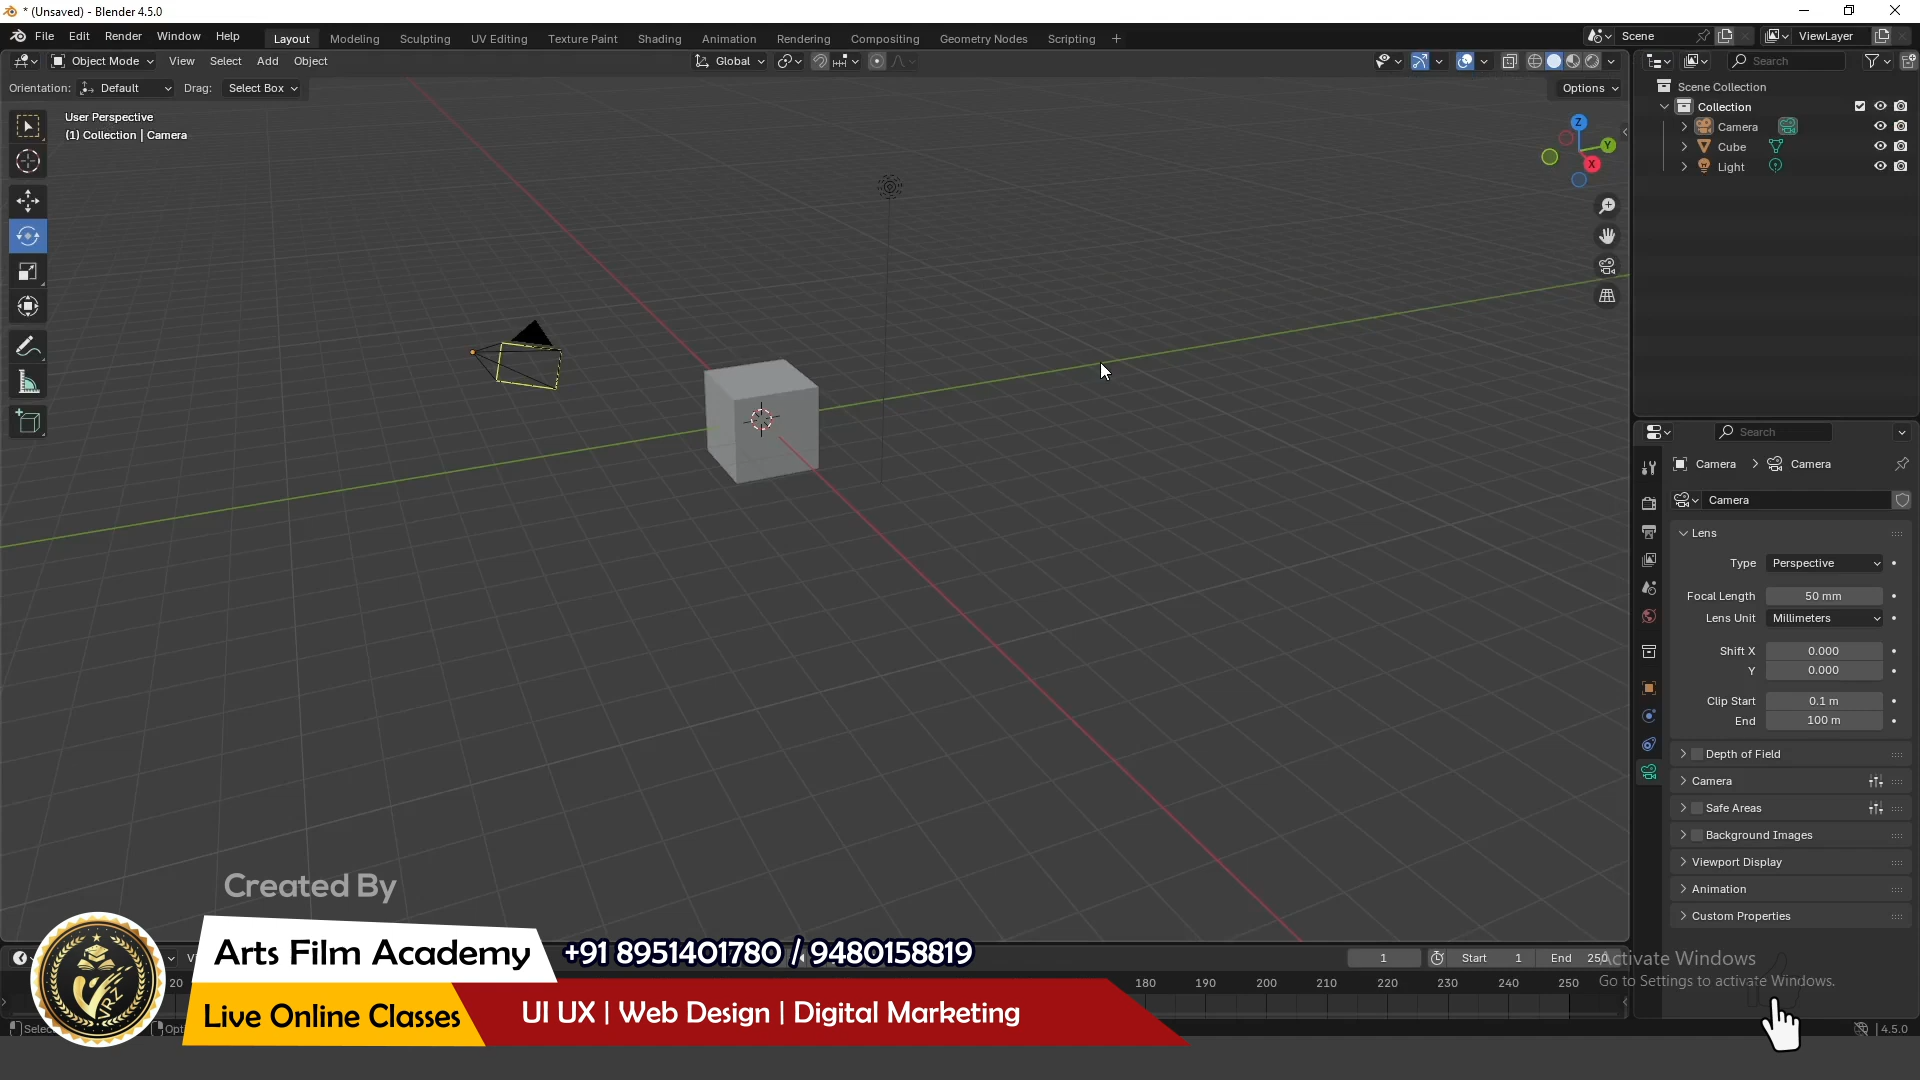 * (Unsaved) - Blender 4.5.0
File Edit Render Window Help Layout Modeling Sculpting UV Editing Texture Paint Shading Animation Rendering Compositing Geometry Nodes Scripting + Scene ViewLayer
Object Mode View Select Add Object Global Search
Orientation: Default Drag: Select Box Options
User Perspective
(1) Collection | Camera
Z
Y
X
Scene Collection
Collection
Camera
Cube
Light
Search
Camera > Camera
Camera
Lens
Type Perspective
Focal Length 50 mm
Lens Unit Millimeters
Shift X 0.000
Y 0.000
Clip Start 0.1 m
End 100 m
Depth of Field
Camera
Safe Areas
Background Images
Viewport Display
Animation
Custom Properties
Created By
Arts Film Academy
+91 8951401780 / 9480158819
Live Online Classes
UI UX | Web Design | Digital Marketing
VRZ
1 Start 1 End 250
20 180 190 200 210 220 230 240 250
Activate Windows
Go to Settings to activate Windows.
4.5.0